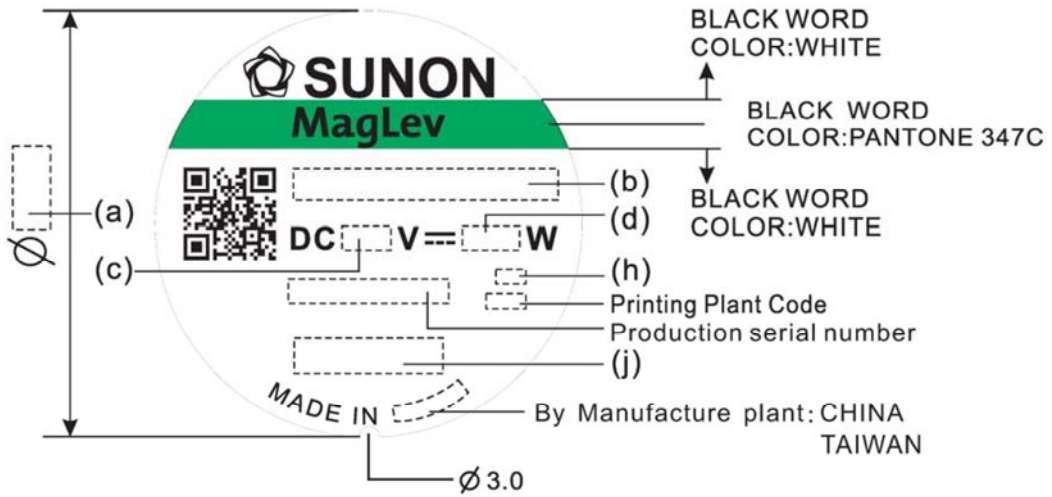 BLACK WORD
COLOR:WHITE
SUNON
MagLev
BLACK WORD
COLOR:PANTONE 347C
(b)
(a)
(d)
BLACK WORD
COLOR:WHITE
DC V W
Ø
(c)
(h)
Printing Plant Code
Production serial number
(j)
MADE IN
By Manufacture plant: CHINA
TAIWAN
Ø 3.0